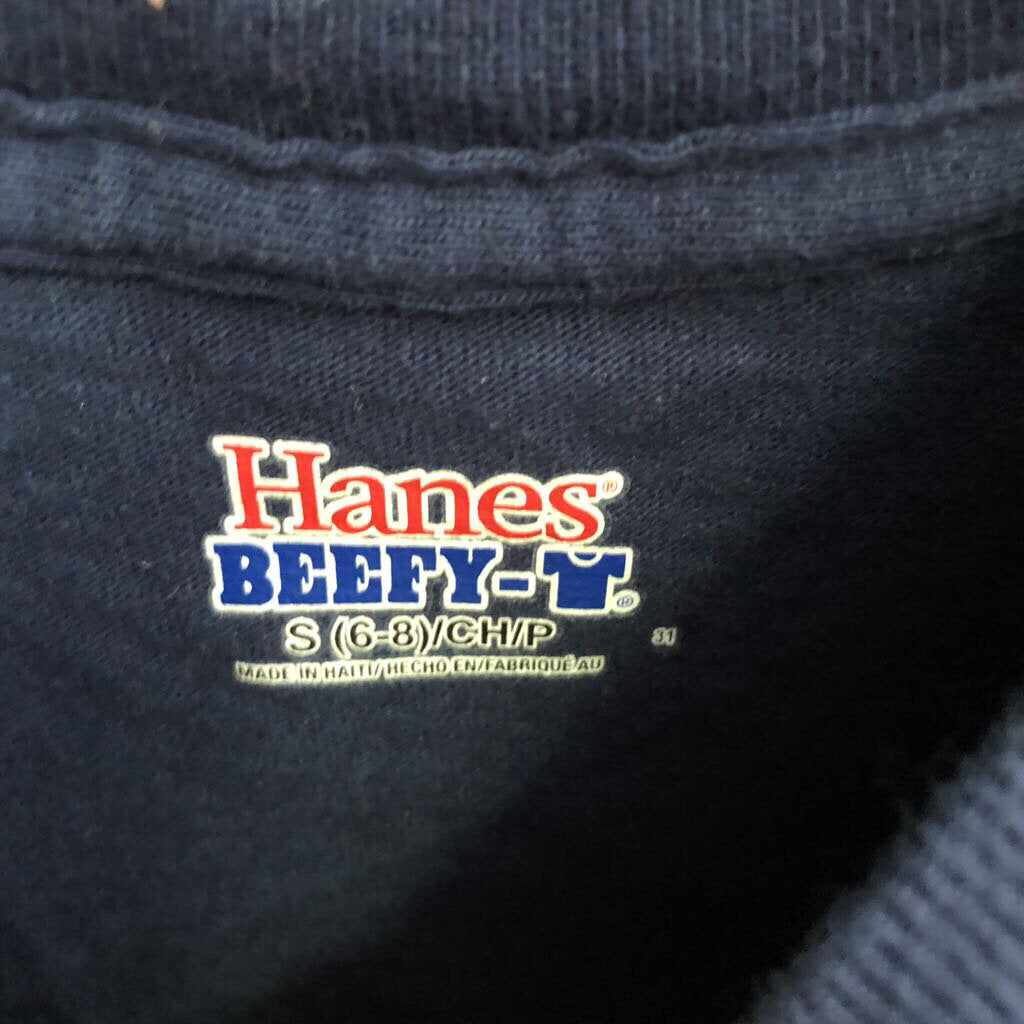 Hanes®
BEEFY-T®
S (6-8)/CH/P
31
MADE IN HAITI/HECHO EN/FABRIQUÉ AU